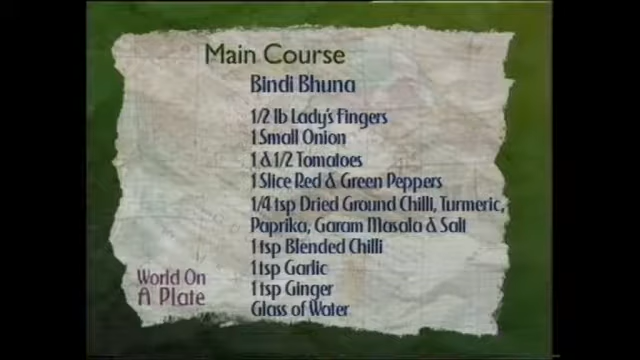 Main Course
Bindi Bhuna
1/2 lb Lady's Fingers
1 Small Onion
1 & 1/2 Tomatoes
1 Slice Red & Green Peppers
1/4 tsp Dried Ground Chilli, Turmeric,
Paprika, Garam Masala & Salt
1 tsp Blended Chilli
1 tsp Garlic
1 tsp Ginger
Glass of Water
World On
A Plate